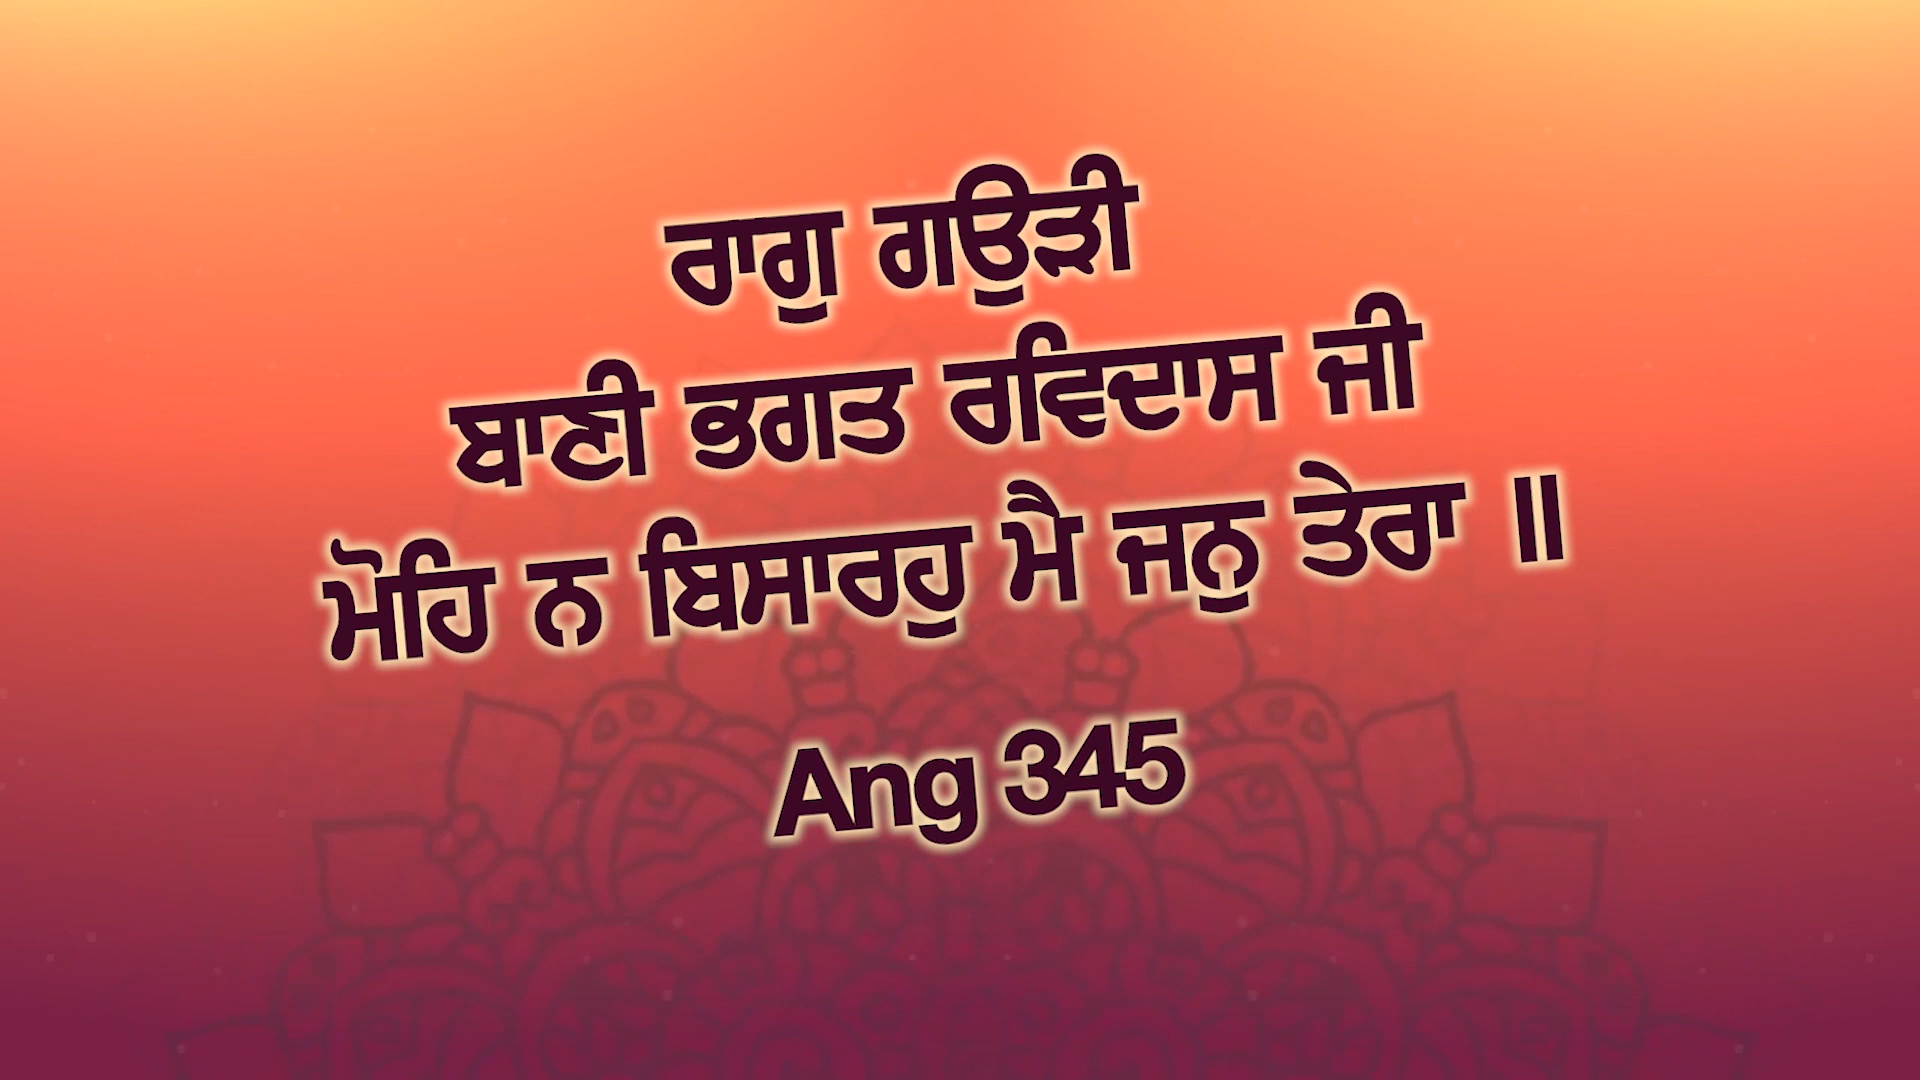 ਰਾਗੁ ਗਉੜੀ
ਬਾਣੀ ਭਗਤ ਰਵਿਦਾਸ ਜੀ
ਮੋਹਿ ਨ ਬਿਸਾਰਹੁ ਮੈ ਜਨੁ ਤੇਰਾ ॥
Ang 345